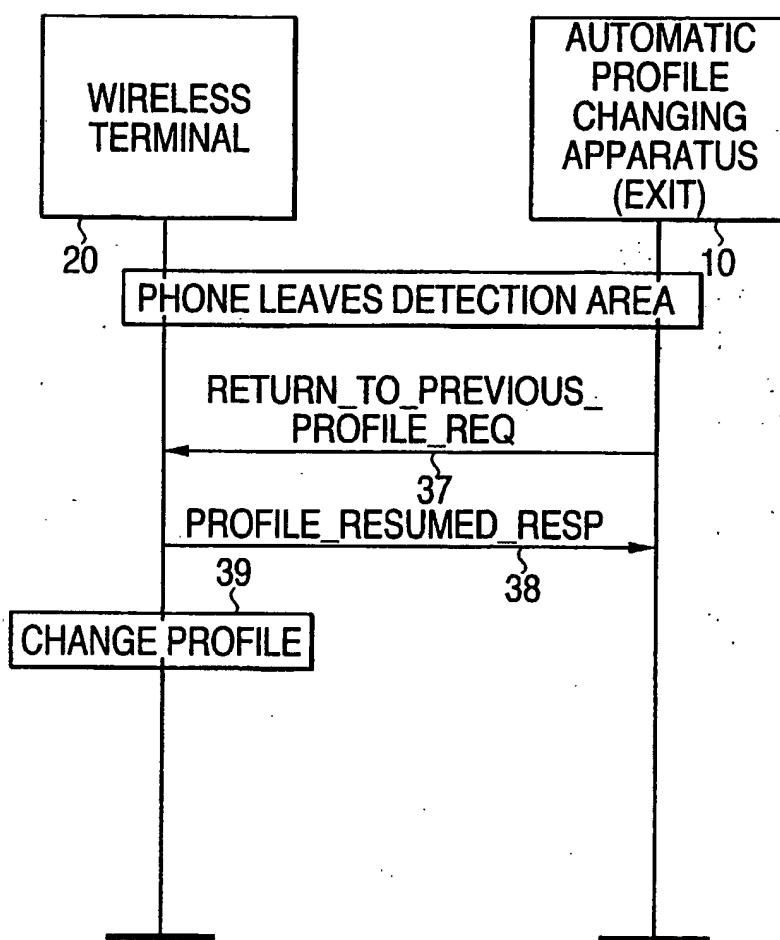 WIRELESS
TERMINAL
AUTOMATIC
PROFILE
CHANGING
APPARATUS
(EXIT)
20
10
PHONE LEAVES DETECTION AREA
RETURN_TO_PREVIOUS_
PROFILE_REQ
37
PROFILE_RESUMED_RESP
38
39
CHANGE PROFILE